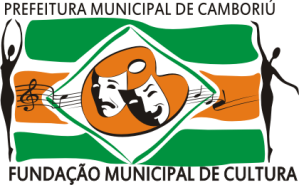 PREFEITURA MUNICIPAL DE CAMBORIÚ
FUNDAÇÃO MUNICIPAL DE CULTURA